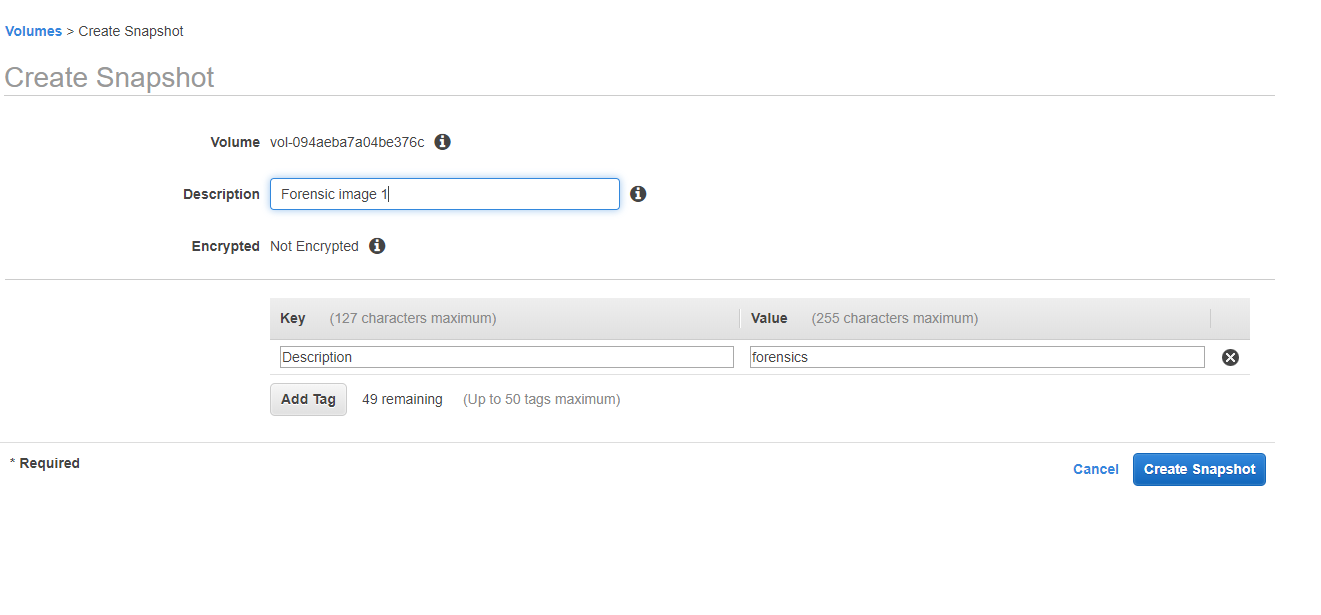 Volumes > Create Snapshot
Create Snapshot
Volume vol-094aeba7a04be376c
Description Forensic image 1
Encrypted Not Encrypted
Key (127 characters maximum) Value (255 characters maximum)
Description forensics
Add Tag 49 remaining (Up to 50 tags maximum)
* Required
Cancel Create Snapshot